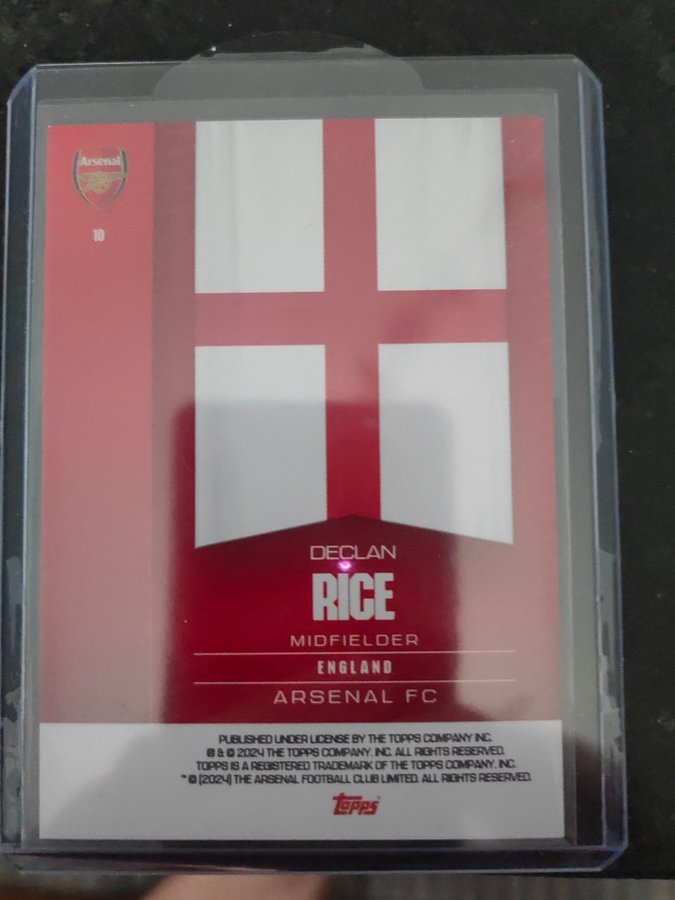 Arsenal
10
DECLAN
RICE
MIDFIELDER
ENGLAND
ARSENAL FC
PUBLISHED UNDER LICENSE BY THE TOPPS COMPANY INC.
® & © 2024 THE TOPPS COMPANY, INC. ALL RIGHTS RESERVED.
TOPPS IS A REGISTERED TRADEMARK OF THE TOPPS COMPANY, INC.
™ © (2024) THE ARSENAL FOOTBALL CLUB LIMITED. ALL RIGHTS RESERVED.
topps